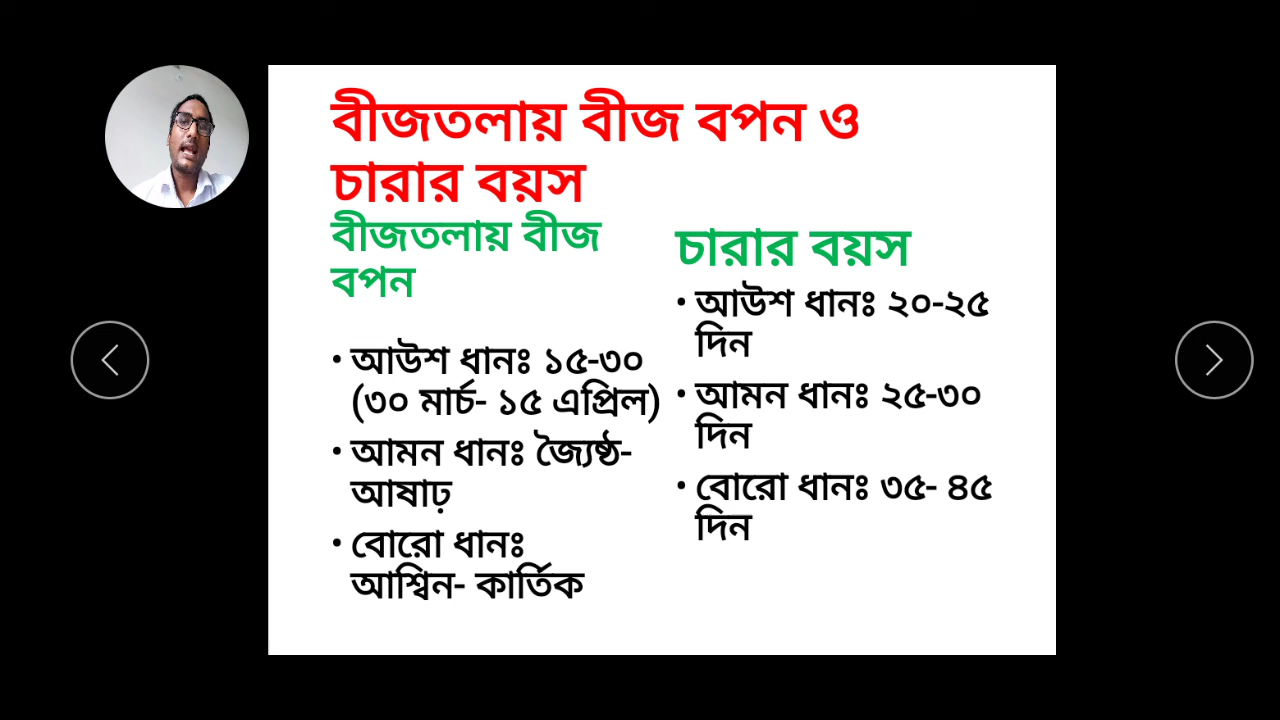 বীজতলায় বীজ বপন ও
চারার বয়স
বীজতলায় বীজ
বপন
• আউশ ধানঃ ১৫-৩০
(৩০ মার্চ- ১৫ এপ্রিল)
• আমন ধানঃ জ্যৈষ্ঠ-
আষাঢ়
• বোরো ধানঃ
আশ্বিন- কার্তিক
চারার বয়স
• আউশ ধানঃ ২০-২৫
দিন
• আমন ধানঃ ২৫-৩০
দিন
• বোরো ধানঃ ৩৫- ৪৫
দিন